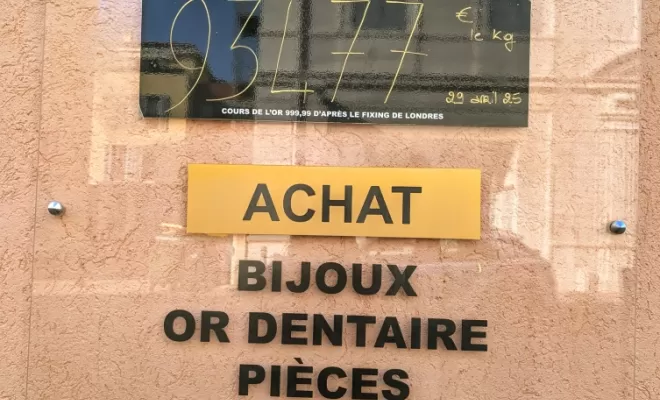 93477 € le Kg
29 avril 25
COURS DE L'OR 999,99 D'APRÈS LE FIXING DE LONDRES
ACHAT
BIJOUX
OR DENTAIRE
PIÈCES